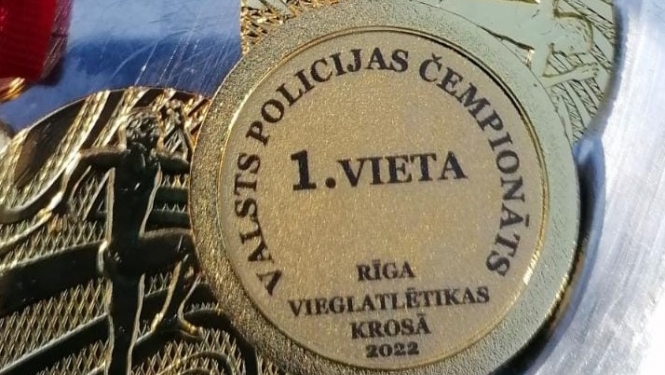 VALSTS POLICIJAS ČEMPIONĀTS
1.VIETA
RĪGA
VIEGLATLĒTIKAS
KROSĀ
2022